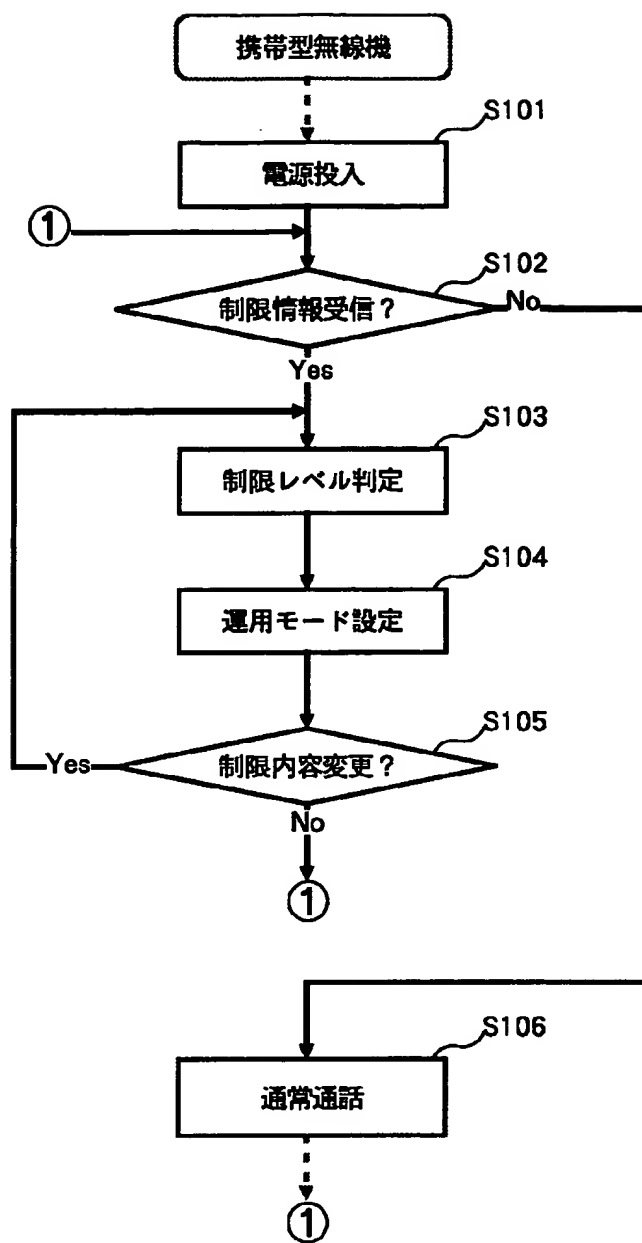 携帯型無線機
S101
電源投入
①
S102
制限情報受信？
No
Yes
S103
制限レベル判定
S104
運用モード設定
S105
制限内容変更？
Yes
No
①
S106
通常通話
①